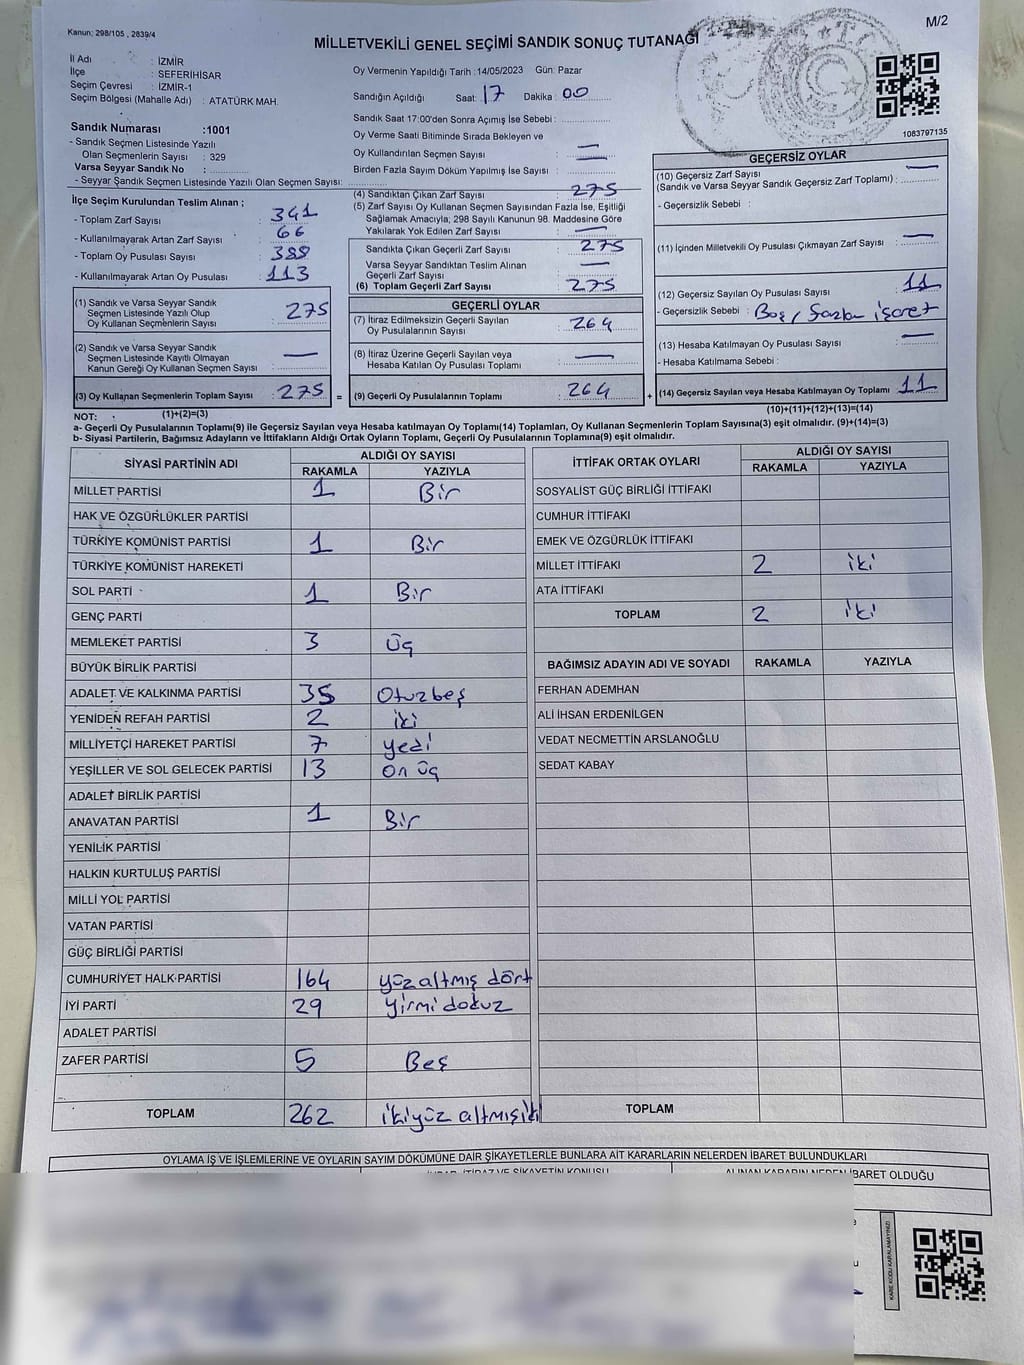 Kanun; 298/105 , 2839/4
M/2
MİLLETVEKİLİ GENEL SEÇİMİ SANDIK SONUÇ TUTANAĞI
İl Adı : İZMİR
İlçe : SEFERİHİSAR
Seçim Çevresi : İZMİR-1
Seçim Bölgesi (Mahalle Adı) : ATATÜRK MAH.
Sandık Numarası :1001
- Sandık Seçmen Listesinde Yazılı
Olan Seçmenlerin Sayısı : 329
Varsa Seyyar Sandık No :
- Seyyar Sandık Seçmen Listesinde Yazılı Olan Seçmen Sayısı:
Oy Vermenin Yapıldığı Tarih :14/05/2023 Gün: Pazar
Sandığın Açıldığı Saat: 17 Dakika : 00
Sandık Saat 17:00'den Sonra Açımış İse Sebebi :
Oy Verme Saati Bitiminde Sırada Bekleyen ve
Oy Kullandırılan Seçmen Sayısı : —
Birden Fazla Sayım Döküm Yapılmış İse Sayısı : —
1083797135
İlçe Seçim Kurulundan Teslim Alınan ;
- Toplam Zarf Sayısı : 341
- Kullanılmayarak Artan Zarf Sayısı : 66
- Toplam Oy Pusulası Sayısı : 388
- Kullanılmayarak Artan Oy Pusulası : 113
(1) Sandık ve Varsa Seyyar Sandık
Seçmen Listesinde Yazılı Olup
Oy Kullanan Seçmenlerin Sayısı : 275
(2) Sandık ve Varsa Seyyar Sandık
Seçmen Listesinde Kayıtlı Olmayan
Kanun Gereği Oy Kullanan Seçmen Sayısı : —
(3) Oy Kullanan Seçmenlerin Toplam Sayısı : 275
(1)+(2)=(3)
(4) Sandıktan Çıkan Zarf Sayısı : 275
(5) Zarf Sayısı Oy Kullanan Seçmen Sayısından Fazla İse, Eşitliği
Sağlamak Amacıyla; 298 Sayılı Kanunun 98. Maddesine Göre
Yakılarak Yok Edilen Zarf Sayısı : —
Sandıkta Çıkan Geçerli Zarf Sayısı : 275
Varsa Seyyar Sandıktan Teslim Alınan
Geçerli Zarf Sayısı : —
(6) Toplam Geçerli Zarf Sayısı : 275
GEÇERLİ OYLAR
(7) İtiraz Edilmeksizin Geçerli Sayılan
Oy Pusulalarının Sayısı : 264
(8) İtiraz Üzerine Geçerli Sayılan veya
Hesaba Katılan Oy Pusulası Toplamı : —
= (9) Geçerli Oy Pusulalarının Toplamı : 264
GEÇERSİZ OYLAR
(10) Geçersiz Zarf Sayısı
(Sandık ve Varsa Seyyar Sandık Geçersiz Zarf Toplamı) : —
- Geçersizlik Sebebi :
(11) İçinden Milletvekili Oy Pusulası Çıkmayan Zarf Sayısı : —
(12) Geçersiz Sayılan Oy Pusulası Sayısı : 11
- Geçersizlik Sebebi : Boş, fazla işaret
(13) Hesaba Katılmayan Oy Pusulası Sayısı : —
- Hesaba Katılmama Sebebi :
+ (14) Geçersiz Sayılan veya Hesaba Katılmayan Oy Toplamı : 11
(10)+(11)+(12)+(13)=(14)
NOT:
a- Geçerli Oy Pusulalarının Toplamı(9) ile Geçersiz Sayılan veya Hesaba katılmayan Oy Toplamı(14) Toplamları, Oy Kullanan Seçmenlerin Toplam Sayısına(3) eşit olmalıdır. (9)+(14)=(3)
b- Siyasi Partilerin, Bağımsız Adayların ve İttifakların Aldığı Ortak Oyların Toplamı, Geçerli Oy Pusulalarının Toplamına(9) eşit olmalıdır.
SİYASİ PARTİNİN ADI ALDIĞI OY SAYISI
RAKAMLA YAZIYLA
MİLLET PARTİSİ 1 Bir
HAK VE ÖZGÜRLÜKLER PARTİSİ
TÜRKİYE KOMÜNİST PARTİSİ 1 Bir
TÜRKİYE KOMÜNİST HAREKETİ
SOL PARTİ 1 Bir
GENÇ PARTİ
MEMLEKET PARTİSİ 3 üç
BÜYÜK BİRLİK PARTİSİ
ADALET VE KALKINMA PARTİSİ 35 Otuzbeş
YENİDEN REFAH PARTİSİ 2 iki
MİLLİYETÇİ HAREKET PARTİSİ 7 yedi
YEŞİLLER VE SOL GELECEK PARTİSİ 13 on üç
ADALET BİRLİK PARTİSİ
ANAVATAN PARTİSİ 1 Bir
YENİLİK PARTİSİ
HALKIN KURTULUŞ PARTİSİ
MİLLİ YOL PARTİSİ
VATAN PARTİSİ
GÜÇ BİRLİĞİ PARTİSİ
CUMHURİYET HALK PARTİSİ 164 yüzaltmış dört
İYİ PARTİ 29 yirmidokuz
ADALET PARTİSİ
ZAFER PARTİSİ 5 Beş
TOPLAM 262 ikiyüz altmışiki
İTTİFAK ORTAK OYLARI ALDIĞI OY SAYISI
RAKAMLA YAZIYLA
SOSYALIST GÜÇ BİRLİĞİ İTTİFAKI
CUMHUR İTTİFAKI
EMEK VE ÖZGÜRLÜK İTTİFAKI
MİLLET İTTİFAKI 2 iki
ATA İTTİFAKI
TOPLAM 2 iki
BAĞIMSIZ ADAYIN ADI VE SOYADI RAKAMLA YAZIYLA
FERHAN ADEMHAN
ALİ İHSAN ERDENİLGEN
VEDAT NECMETTİN ARSLANOĞLU
SEDAT KABAY
TOPLAM
OYLAMA İŞ VE İŞLEMLERİNE VE OYLARIN SAYIM DÖKÜMÜNE DAİR ŞİKAYETLERLE BUNLARA AİT KARARLARIN NELERDEN İBARET BULUNDUKLARI
İTİRAZ VE ŞİKAYETİN KONUSU ALINAN KARARIN NEDEN İBARET OLDUĞU
KARE KODU KARALAMAYINIZ!